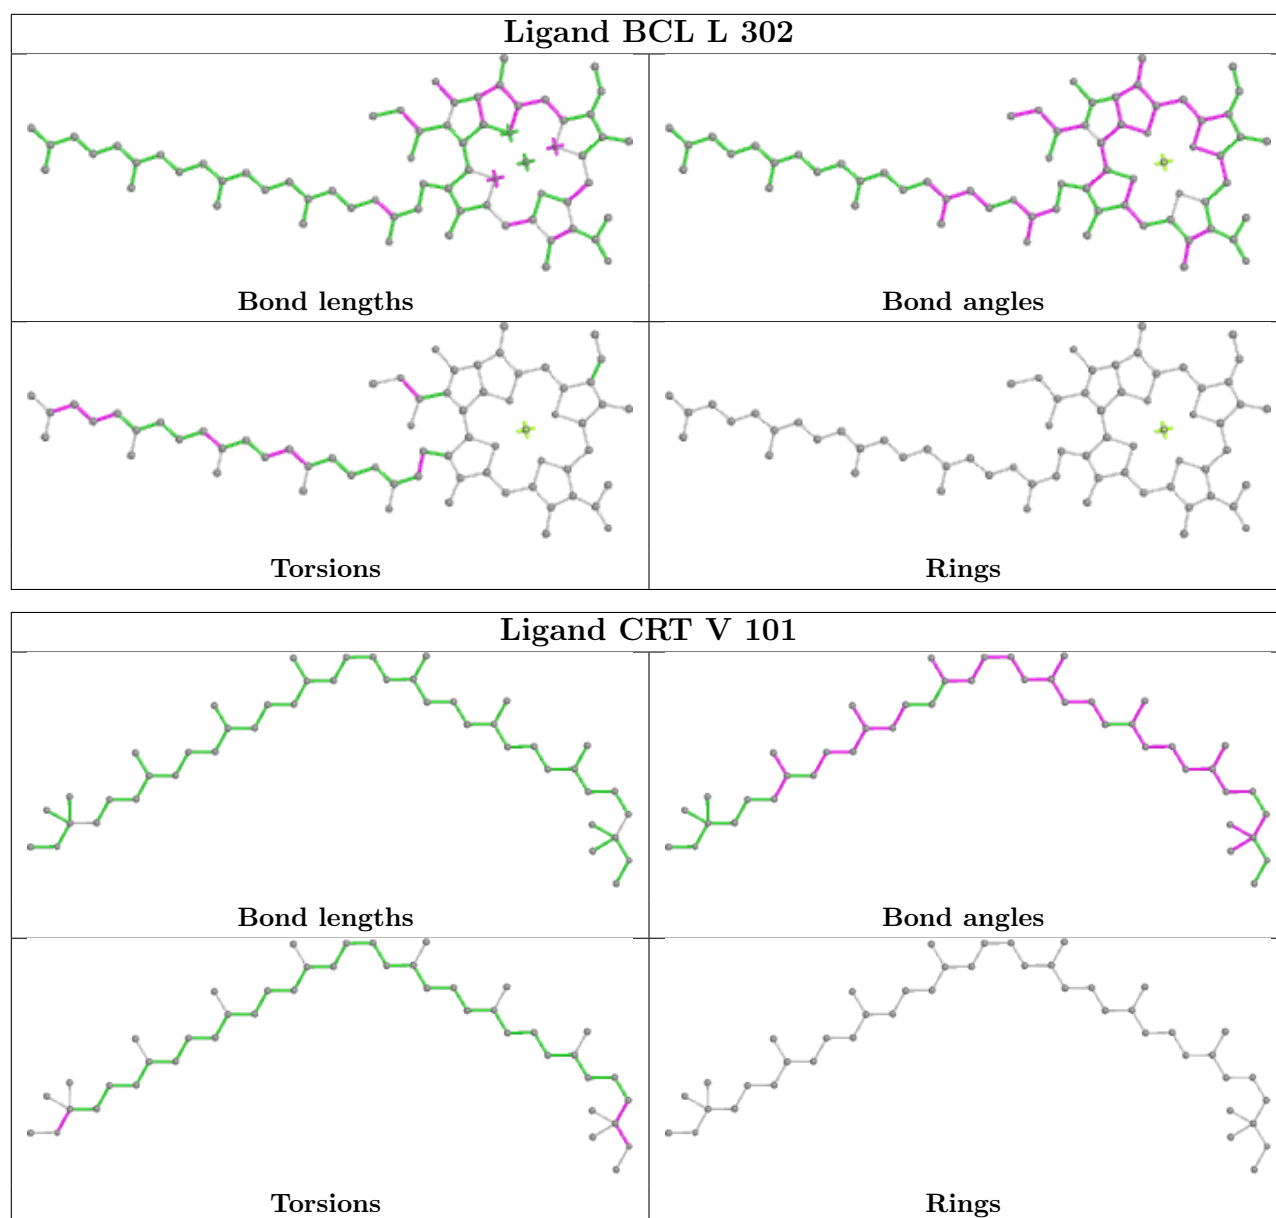 Ligand BCL L 302
Bond lengths
Bond angles
Torsions
Rings
Ligand CRT V 101
Bond lengths
Bond angles
Torsions
Rings